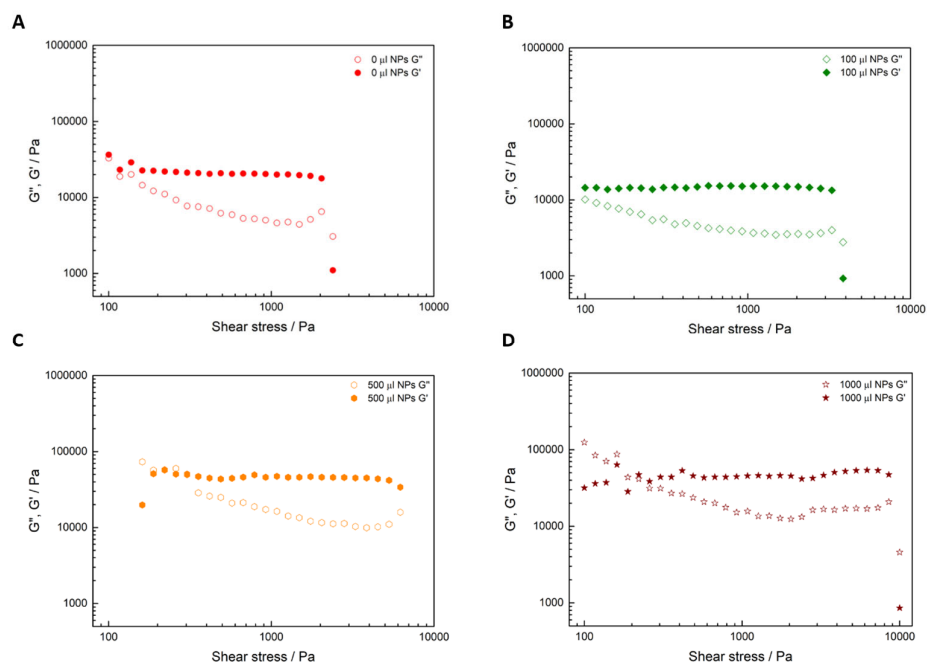 A
1000000
100000
10000
1000
G", G' / Pa
100
1000
10000
Shear stress / Pa
0 µl NPs G"
0 µl NPs G'
B
1000000
100000
10000
1000
G", G' / Pa
100
1000
10000
Shear stress / Pa
100 µl NPs G"
100 µl NPs G'
C
1000000
100000
10000
1000
G", G' / Pa
100
1000
10000
Shear stress / Pa
500 µl NPs G"
500 µl NPs G'
D
1000000
100000
10000
1000
G", G' / Pa
100
1000
10000
Shear stress / Pa
1000 µl NPs G"
1000 µl NPs G'